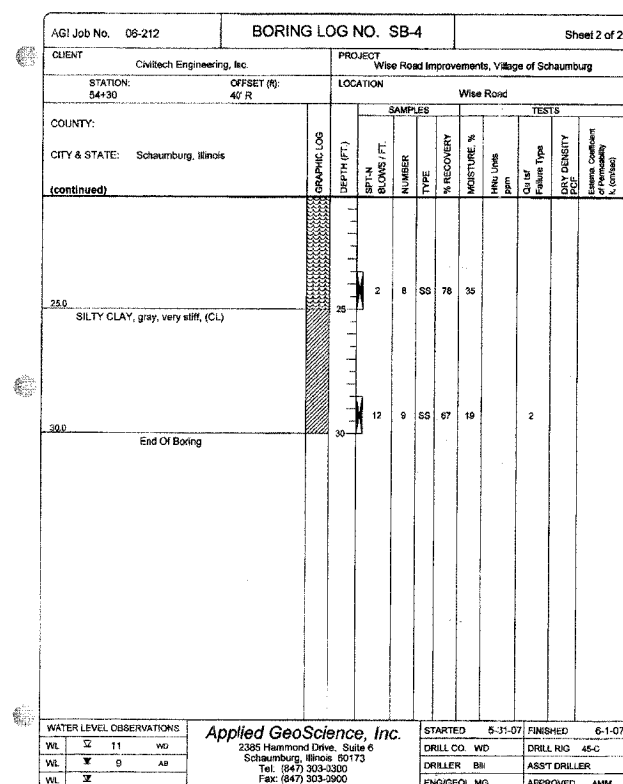 AGI Job No. 06-212
BORING LOG NO. SB-4
Sheet 2 of 2
CLIENT
Civiltech Engineering, Inc.
PROJECT
Wise Road Improvements, Village of Schaumburg
STATION:
54+30
OFFSET (ft):
40' R
LOCATION
Wise Road
COUNTY:
CITY & STATE: Schaumburg, Illinois
(continued)
SAMPLES
TESTS
GRAPHIC LOG
DEPTH (FT.)
SPT-N
BLOWS / FT.
NUMBER
TYPE
% RECOVERY
MOISTURE, %
HNu Units
ppm
Qu tsf
Failure Type
DRY DENSITY
PCF
of Permeability
k, (cm/sec)
2 8 SS 78 35
25.0
25
SILTY CLAY, gray, very stiff, (CL)
12 9 SS 67 19 2
30.0
30
End Of Boring
WATER LEVEL OBSERVATIONS
WL 11 WD
WL 9 AB
WL
Applied GeoScience, Inc.
2385 Hammond Drive, Suite 6
Schaumburg, Illinois 60173
Tel. (847) 303-0300
Fax: (847) 303-0900
STARTED 5-31-07
FINISHED 6-1-07
DRILL CO. WD
DRILL RIG 45-C
DRILLER Bill
ASST DRILLER
ENG/GEOL MG
APPROVED AMM